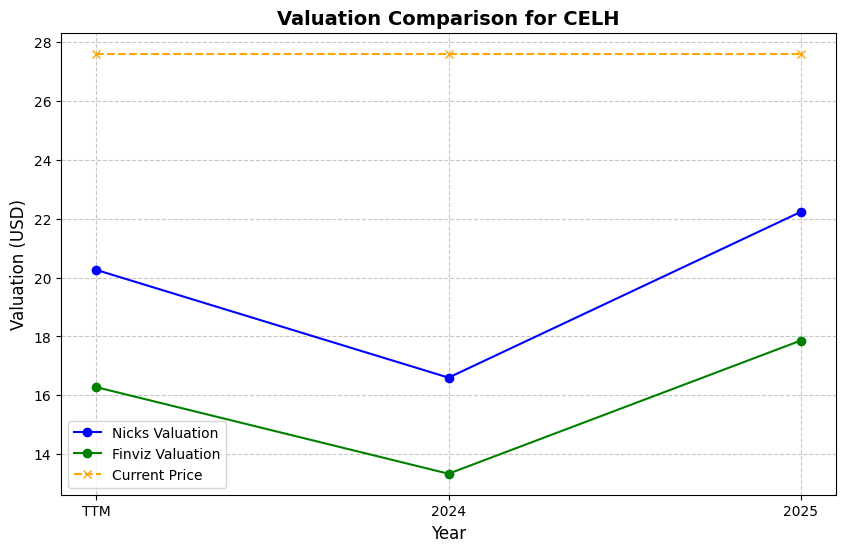 Valuation Comparison for CELH
28
26
24
22
20
18
16
14
Valuation (USD)
Nicks Valuation
Finviz Valuation
Current Price
TTM
2024
2025
Year